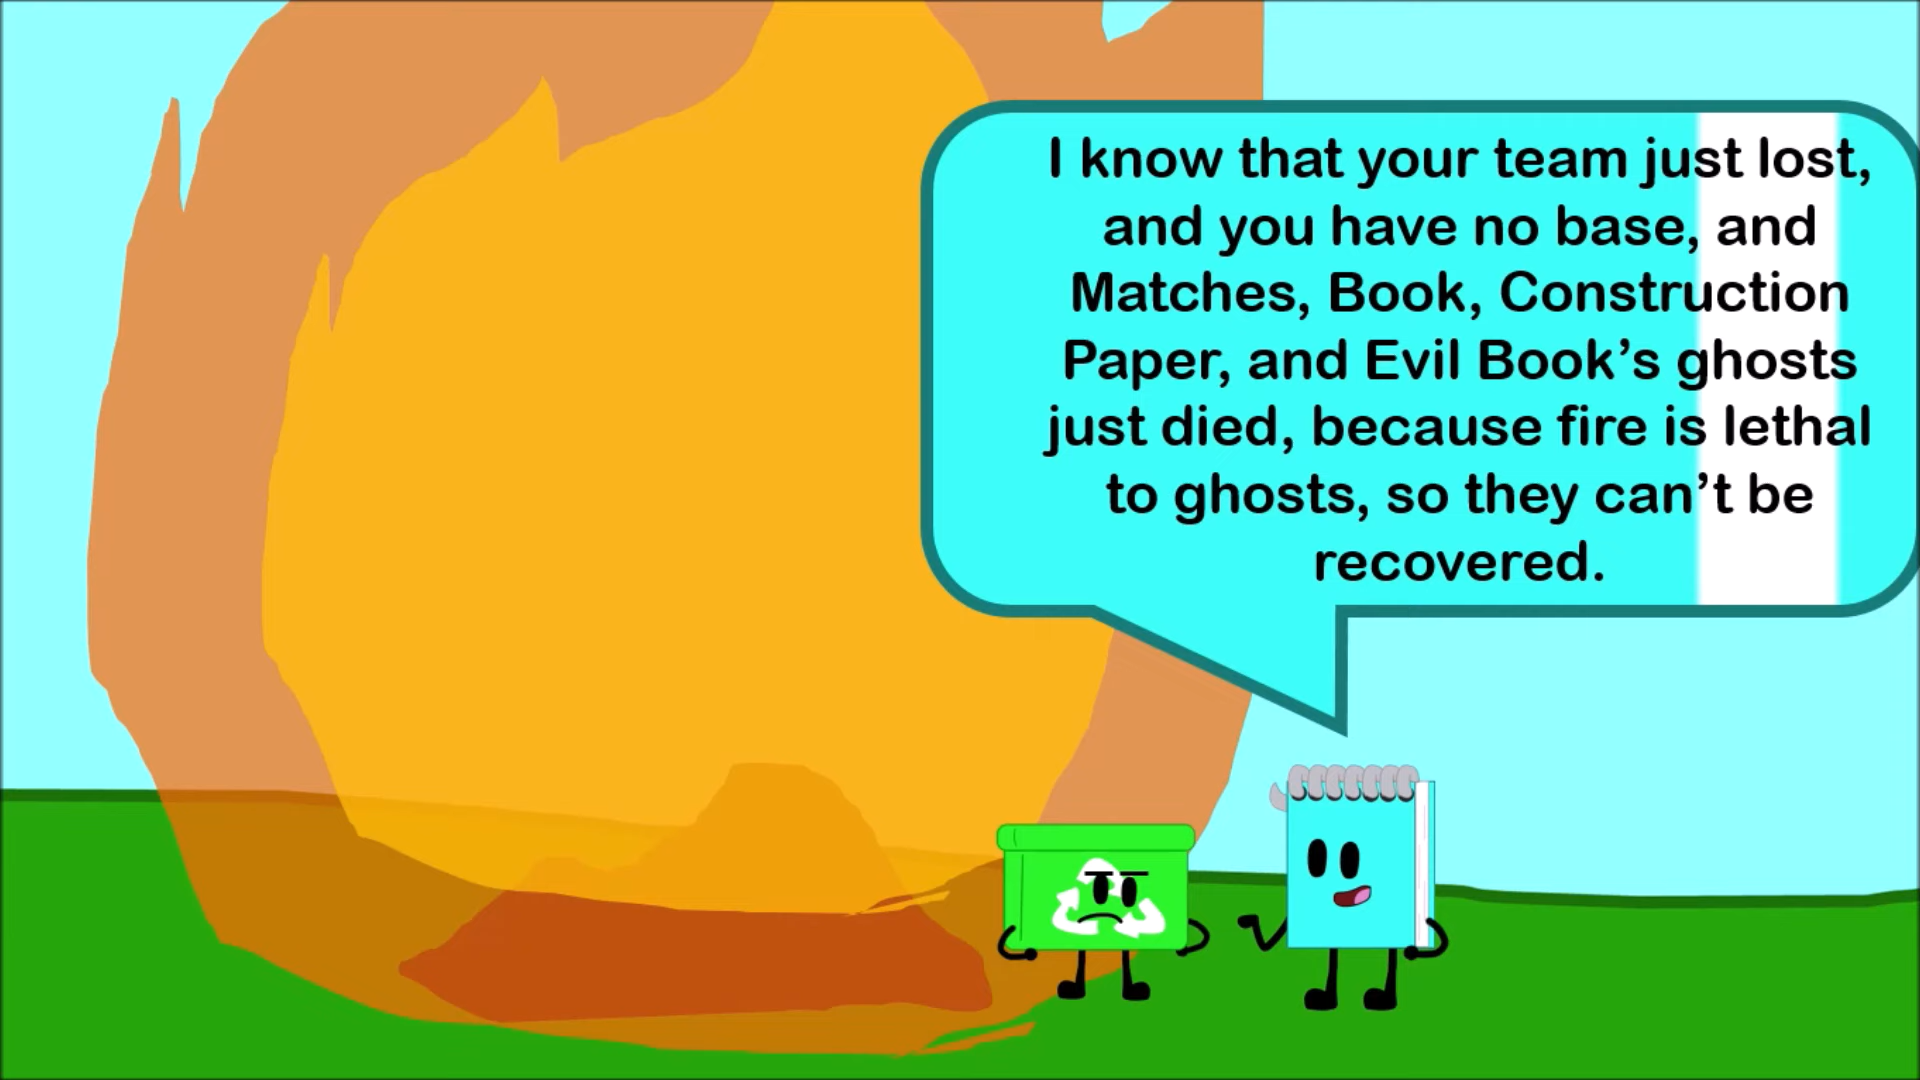 I know that your team just lost,
and you have no base, and
Matches, Book, Construction
Paper, and Evil Book’s ghosts
just died, because fire is lethal
to ghosts, so they can’t be
recovered.